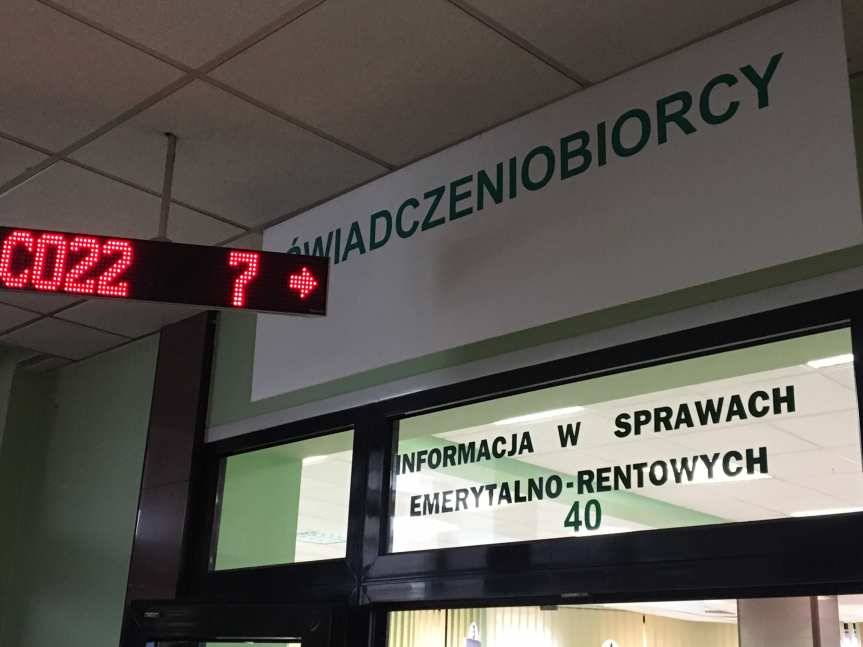 ŚWIADCZENIOBIORCY
C022 7 →
INFORMACJA W SPRAWACH
EMERYTALNO-RENTOWYCH
40